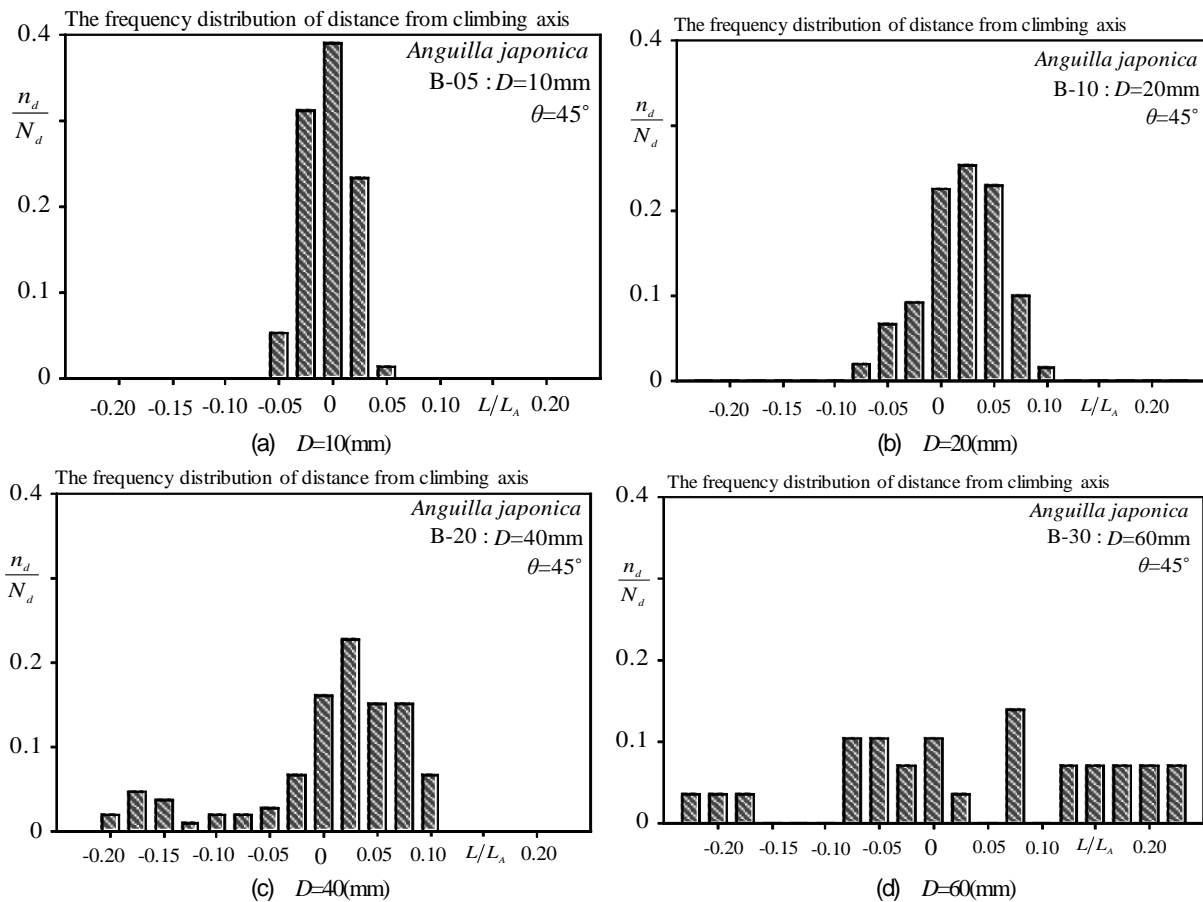 The frequency distribution of distance from climbing axis
0.4
Anguilla japonica
B-05 : D=10mm
θ=45°
n_d
N_d
0.2
0.1
0
-0.20 -0.15 -0.10 -0.05 0 0.05 0.10 L/L_A 0.20
(a) D=10(mm)
The frequency distribution of distance from climbing axis
0.4
Anguilla japonica
B-10 : D=20mm
θ=45°
n_d
N_d
0.2
0.1
0
-0.20 -0.15 -0.10 -0.05 0 0.05 0.10 L/L_A 0.20
(b) D=20(mm)
The frequency distribution of distance from climbing axis
0.4
Anguilla japonica
B-20 : D=40mm
θ=45°
n_d
N_d
0.2
0.1
0
-0.20 -0.15 -0.10 -0.05 0 0.05 0.10 L/L_A 0.20
(c) D=40(mm)
The frequency distribution of distance from climbing axis
0.4
Anguilla japonica
B-30 : D=60mm
θ=45°
n_d
N_d
0.2
0.1
0
-0.20 -0.15 -0.10 -0.05 0 0.05 0.10 L/L_A 0.20
(d) D=60(mm)